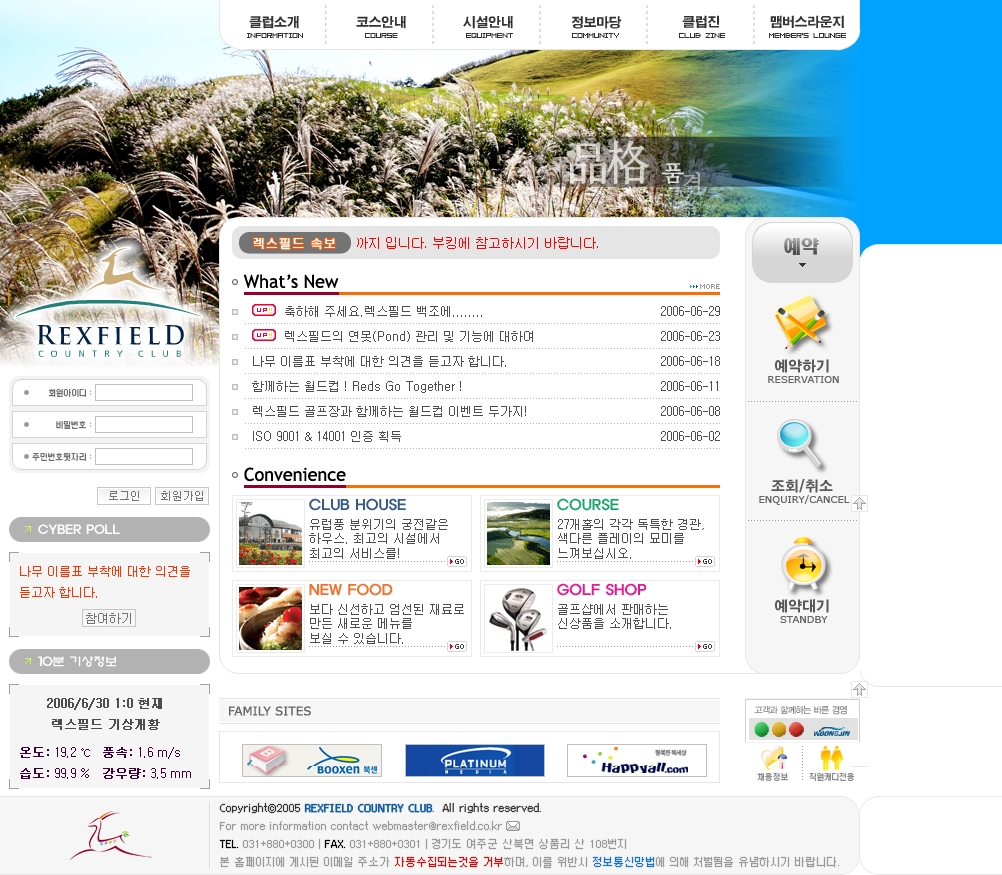 클럽소개 코스안내 시설안내 정보마당 클럽진 맴버스라운지
INFORMATION COURSE EQUIPMENT COMMUNITY CLUB ZINE MEMBER'S LOUNGE
品格 품격
렉스필드 속보 까지 입니다. 부킹에 참고하시기 바랍니다.
예약
What's New
MORE
UP!! 축하해 주세요.렉스필드 백조에........ 2006-06-29
UP!! 렉스필드의 연못(Pond) 관리 및 기능에 대하여 2006-06-23
나무 이름표 부착에 대한 의견을 듣고자 합니다. 2006-06-18
함께하는 월드컵 ! Reds Go Together ! 2006-06-11
렉스필드 골프장과 함께하는 월드컵 이벤트 두가지! 2006-06-08
ISO 9001 & 14001 인증 획득 2006-06-02
REXFIELD
COUNTRY CLUB
회원아이디 :
비밀번호 :
주민번호뒷자리 :
로그인 회원가입
CYBER POLL
나무 이름표 부착에 대한 의견을
듣고자 합니다.
참여하기
10분 기상정보
2006/6/30 1:0 현재
렉스필드 기상개황
온도: 19.2 ℃ 풍속: 1.6 m/s
습도: 99.9 % 강우량: 3.5 mm
Convenience
CLUB HOUSE
유럽풍 분위기의 궁전같은
하우스. 최고의 시설에서
최고의 서비스를!
GO
COURSE
27개홀의 각각 독특한 경관,
색다른 플레이의 묘미를
느껴보십시오.
GO
NEW FOOD
보다 신선하고 엄선된 재료로
만든 새로운 메뉴를
보실 수 있습니다.
GO
GOLF SHOP
골프샵에서 판매하는
신상품을 소개합니다.
GO
예약하기
RESERVATION
조회/취소
ENQUIRY/CANCEL
예약대기
STANDBY
FAMILY SITES
B BOOXEN 북센
PLATINUM
MEDIA
행복한 책세상
Happyall.com
고객과 함께하는 바른 경영
WOONGJIN
채용정보 직원캐디전용
Copyright©2005 REXFIELD COUNTRY CLUB. All rights reserved.
For more information contact webmaster@rexfield.co.kr
TEL. 031+880+0300 | FAX. 031+880+0301 | 경기도 여주군 산북면 상품리 산 108번지
본 홈페이지에 게시된 이메일 주소가 자동수집되는것을 거부하며, 이를 위반시 정보통신망법에 의해 처벌됨을 유념하시기 바랍니다.